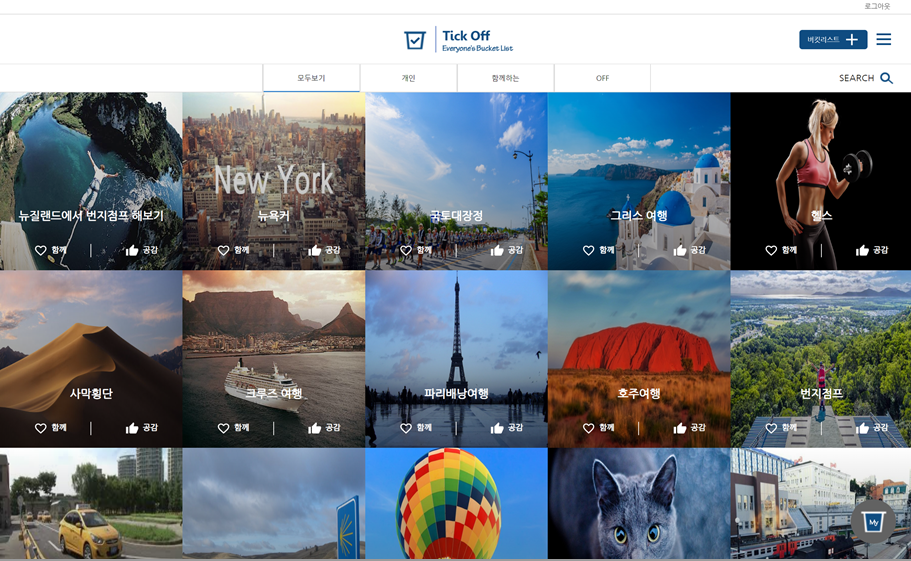 로그아웃
Tick Off
Everyone's Bucket List
버킷리스트
모두보기
개인
함께하는
OFF
SEARCH
New York
뉴질랜드에서 번지점프 해보기
뉴욕커
국토대장정
그리스 여행
헬스
함께 공감
함께 공감
함께 공감
함께 공감
함께 공감
사막횡단
크루즈 여행
파리배낭여행
호주여행
번지점프
함께 공감
함께 공감
함께 공감
함께 공감
함께 공감
My